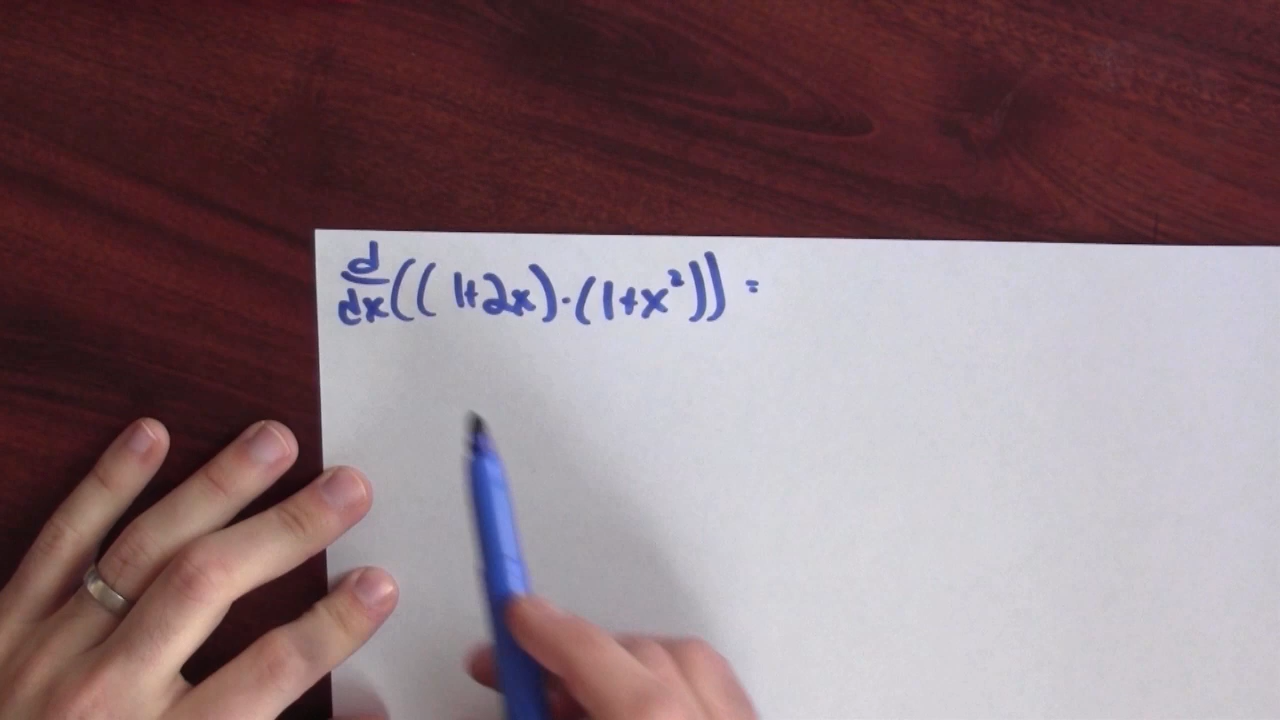 d/dx((1+2x)·(1+x²)) =